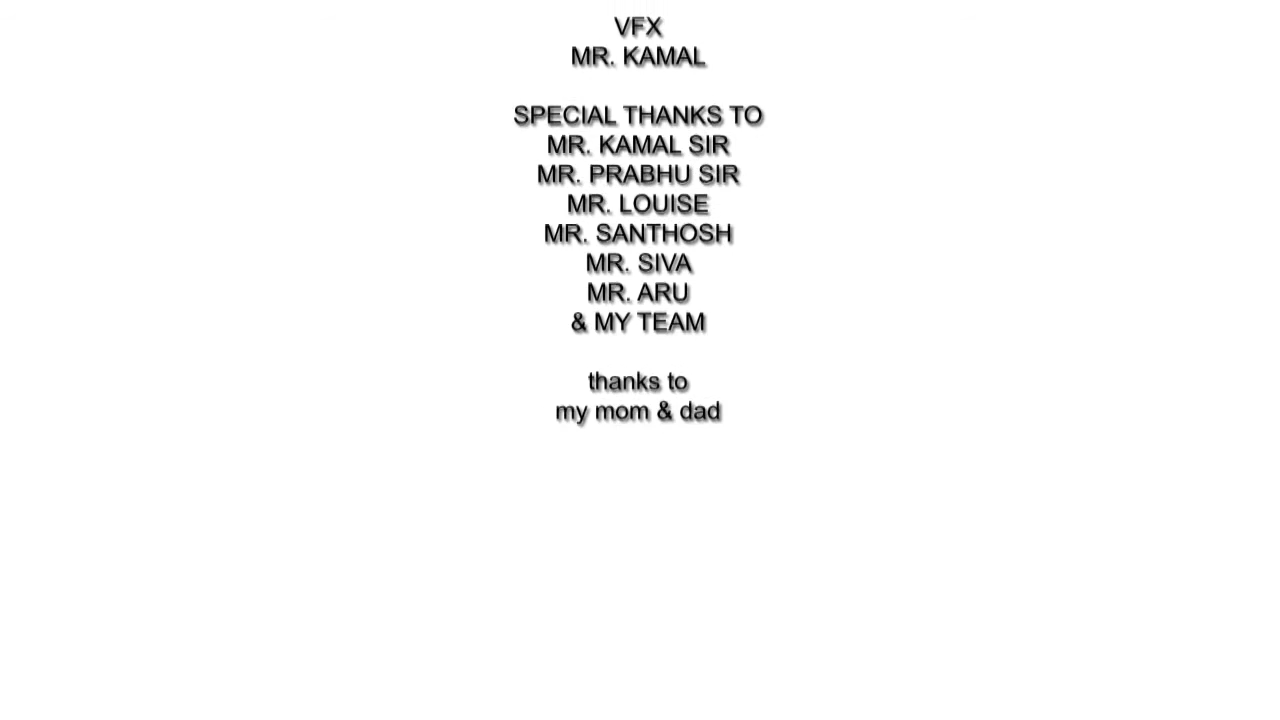 VFX
MR. KAMAL
SPECIAL THANKS TO
MR. KAMAL SIR
MR. PRABHU SIR
MR. LOUISE
MR. SANTHOSH
MR. SIVA
MR. ARU
& MY TEAM
thanks to
my mom & dad